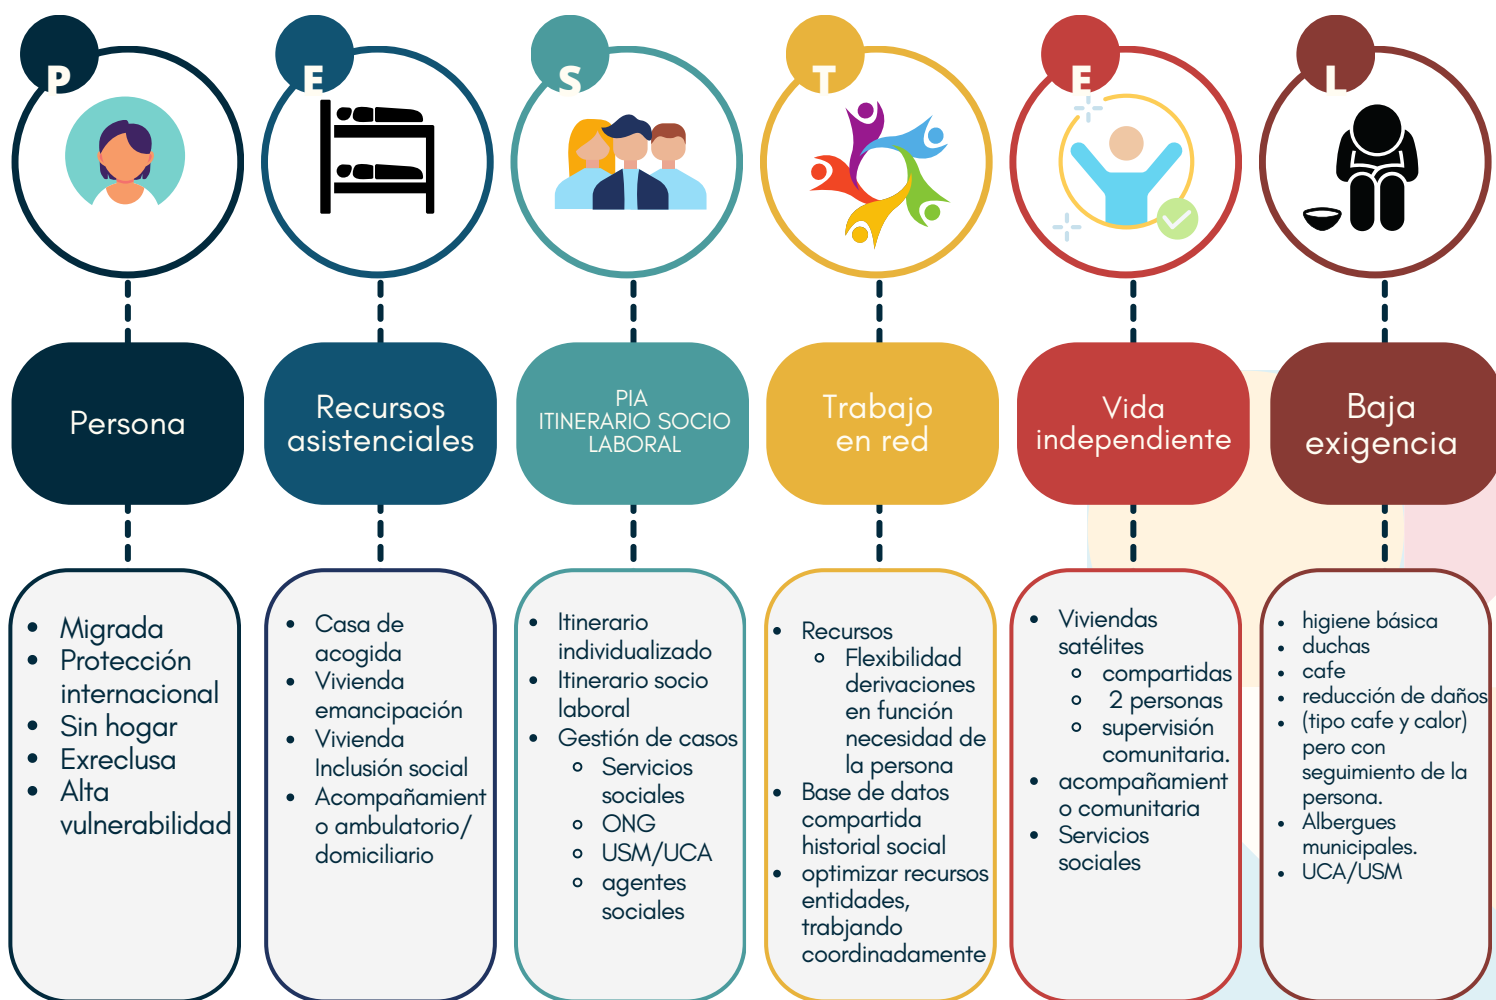 P
E
S
T
E
L
Persona
Recursos
asistenciales
PIA
ITINERARIO SOCIO
LABORAL
Trabajo
en red
Vida
independiente
Baja
exigencia
• Migrada
• Protección
internacional
• Sin hogar
• Exreclusa
• Alta
vulnerabilidad
• Casa de
acogida
• Vivienda
emancipación
• Vivienda
Inclusión social
• Acompañamient
o ambulatorio/
domiciliario
• Itinerario
individualizado
• Itinerario socio
laboral
• Gestión de casos
○ Servicios
sociales
○ ONG
○ USM/UCA
○ agentes
sociales
• Recursos
○ Flexibilidad
derivaciones
en función
necesidad de
la persona
• Base de datos
compartida
historial social
• optimizar recursos
entidades,
trabjando
coordinadamente
• Viviendas
satélites
○ compartidas
○ 2 personas
○ supervisión
comunitaria.
• acompañamient
o comunitaria
• Servicios
sociales
• higiene básica
• duchas
• cafe
• reducción de daños
• (tipo cafe y calor)
pero con
seguimiento de la
persona.
• Albergues
municipales.
• UCA/USM